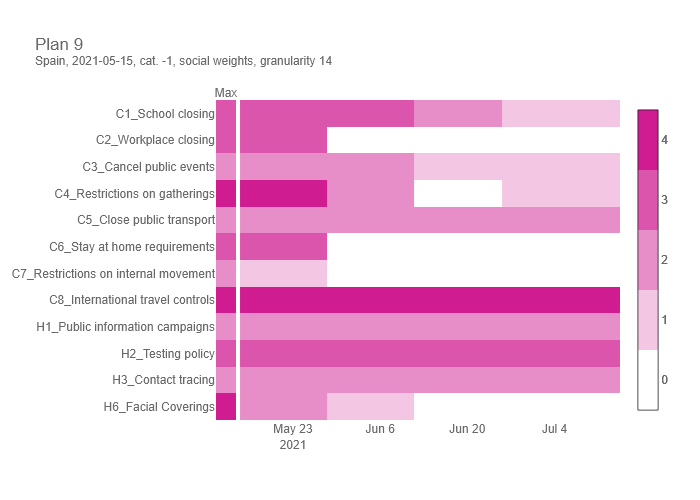 Plan 9
Spain, 2021-05-15, cat. -1, social weights, granularity 14
Max
C1_School closing
C2_Workplace closing
C3_Cancel public events
C4_Restrictions on gatherings
C5_Close public transport
C6_Stay at home requirements
C7_Restrictions on internal movement
C8_International travel controls
H1_Public information campaigns
H2_Testing policy
H3_Contact tracing
H6_Facial Coverings
May 23
2021
Jun 6
Jun 20
Jul 4
4
3
2
1
0